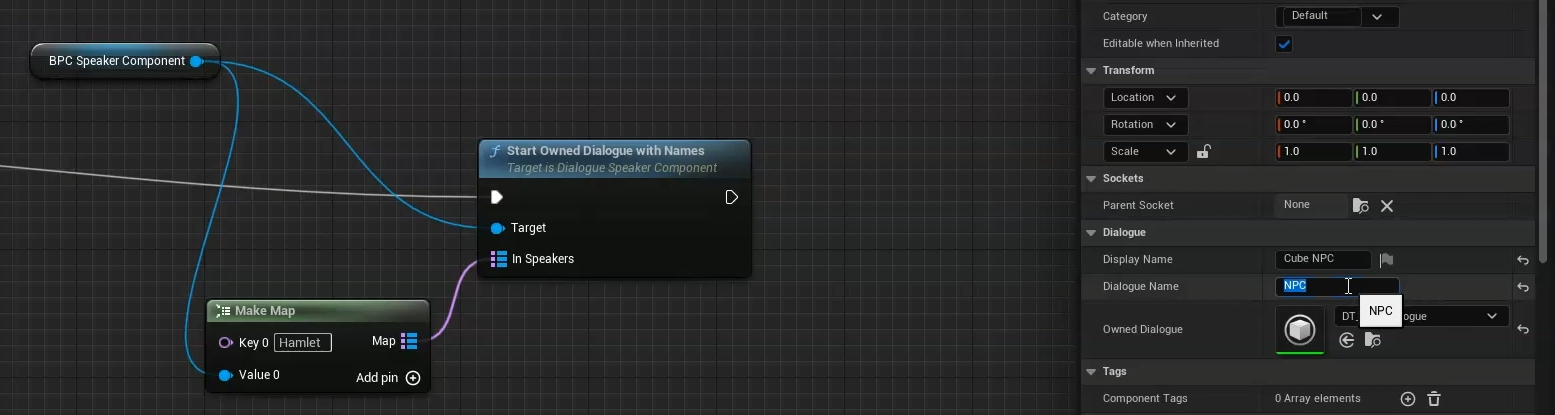 BPC Speaker Component
Start Owned Dialogue with Names
Target is Dialogue Speaker Component
Target
In Speakers
Make Map
Key 0 Hamlet
Map
Value 0
Add pin
Category Default
Editable when Inherited
Transform
Location 0.0 0.0 0.0
Rotation 0.0 ° 0.0 ° 0.0 °
Scale 1.0 1.0 1.0
Sockets
Parent Socket None
Dialogue
Display Name Cube NPC
Dialogue Name NPC
NPC
Owned Dialogue
Tags
Component Tags 0 Array elements